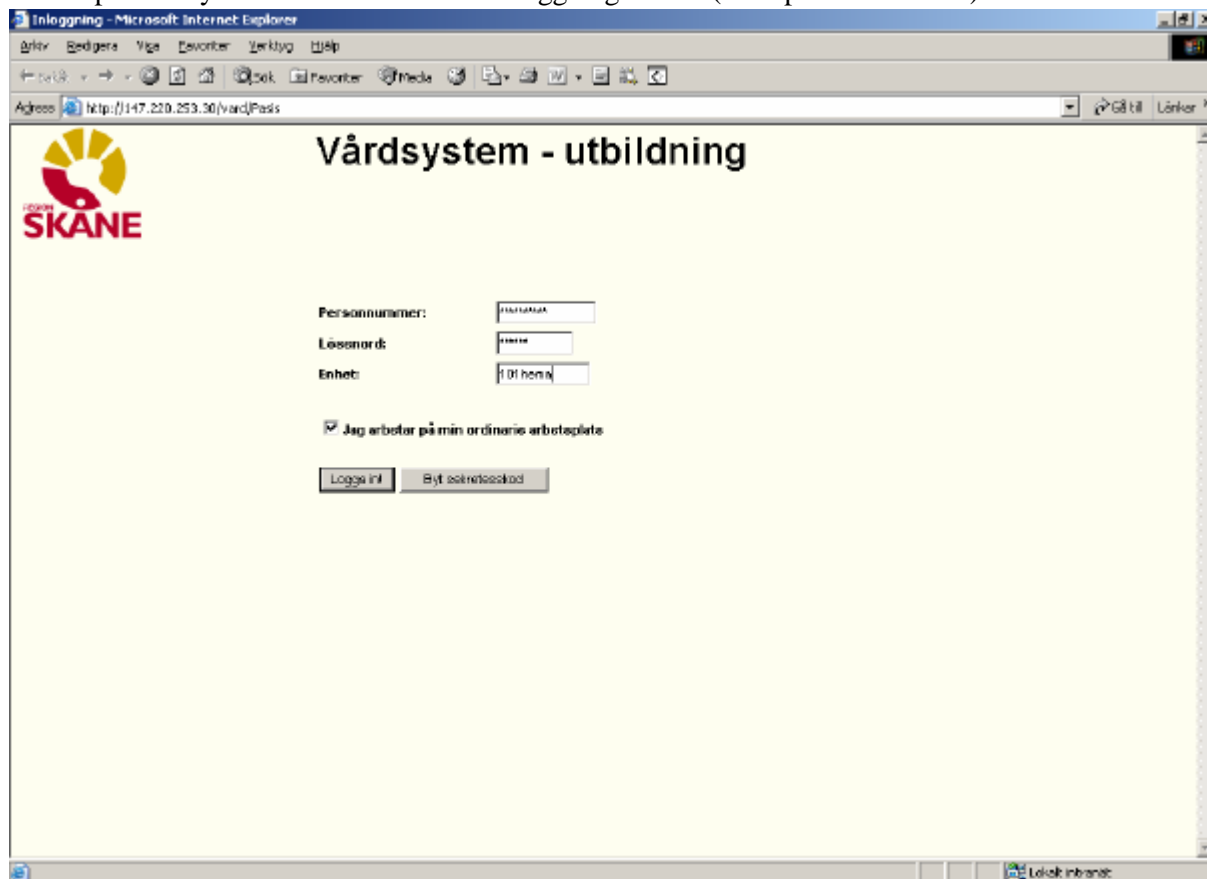 Inloggning - Microsoft Internet Explorer
Arkiv Redigera Visa Favoriter Verktyg Hjälp
Sök Favoriter Media
Adress http://147.220.253.30/vard/Pasis Gå till Länkar
Vårdsystem - utbildning
REGION
SKÅNE
Personnummer: **********
Lösenord: ******
Enhet: 101hema
Jag arbetar på min ordinarie arbetsplats
Logga in! Byt sekretesskod
Lokalt intranät